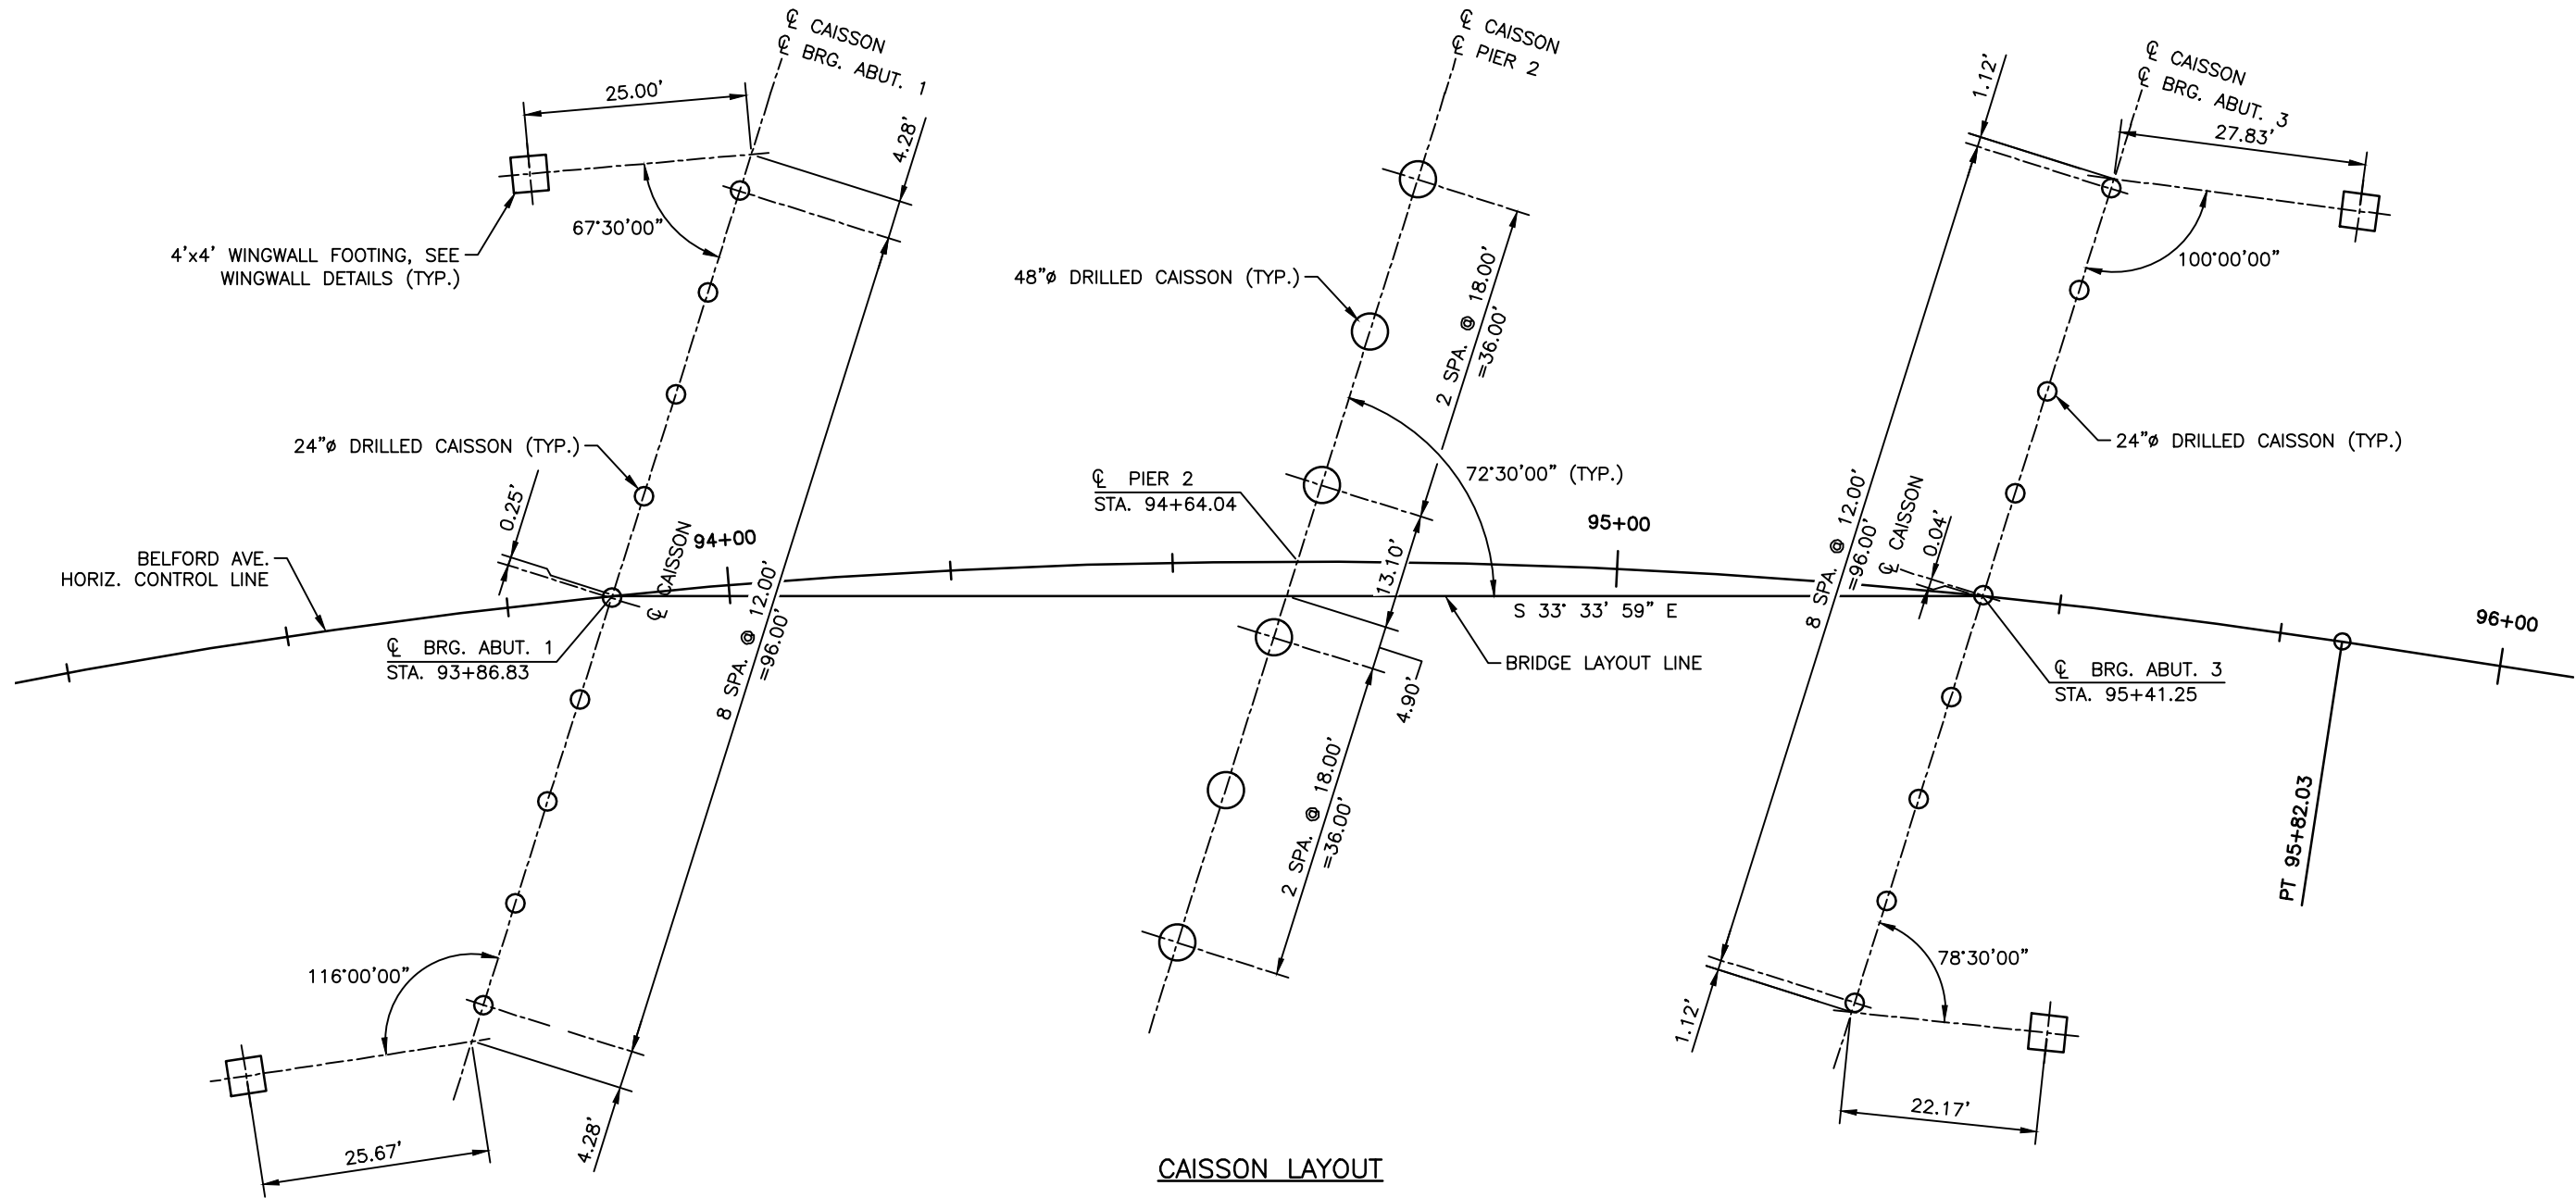 ℄ CAISSON
℄ BRG. ABUT. 1
25.00'
4.28'
67°30'00"
4'x4' WINGWALL FOOTING, SEE
WINGWALL DETAILS (TYP.)
24"ø DRILLED CAISSON (TYP.)
0.25'
℄ CAISSON
94+00
BELFORD AVE.
HORIZ. CONTROL LINE
℄ BRG. ABUT. 1
STA. 93+86.83
8 SPA. @ 12.00'
=96.00'
116°00'00"
25.67'
4.28'
℄ CAISSON
℄ PIER 2
48"ø DRILLED CAISSON (TYP.)
2 SPA. @ 18.00'
=36.00'
72°30'00" (TYP.)
℄ PIER 2
STA. 94+64.04
13.10'
95+00
S 33° 33' 59" E
BRIDGE LAYOUT LINE
4.90'
2 SPA. @ 18.00'
=36.00'
℄ CAISSON
℄ BRG. ABUT. 3
1.12'
27.83'
100°00'00"
24"ø DRILLED CAISSON (TYP.)
8 SPA. @ 12.00'
=96.00'
℄ CAISSON
0.04'
96+00
℄ BRG. ABUT. 3
STA. 95+41.25
PT 95+82.03
78°30'00"
1.12'
22.17'
CAISSON LAYOUT